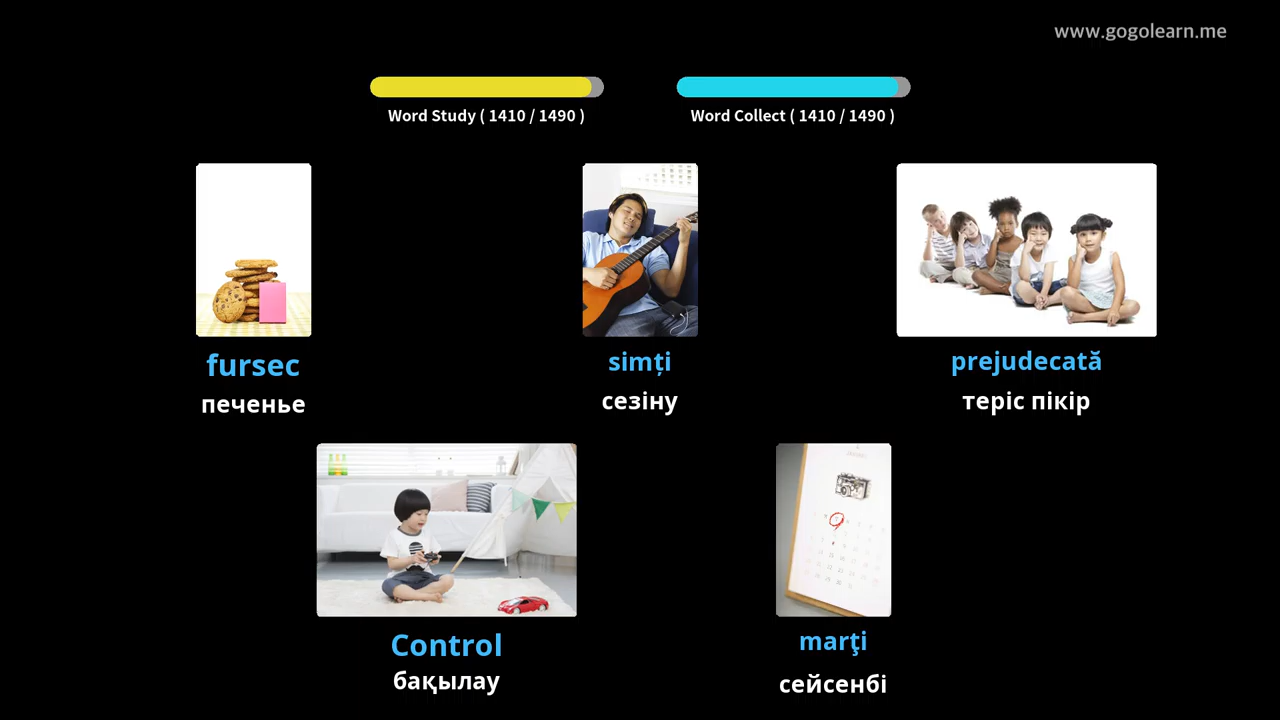 www.gogolearn.me
Word Study ( 1410 / 1490 )
Word Collect ( 1410 / 1490 )
fursec
печенье
simți
сезіну
prejudecată
теріс пікір
Control
бақылау
marţi
сейсенбі